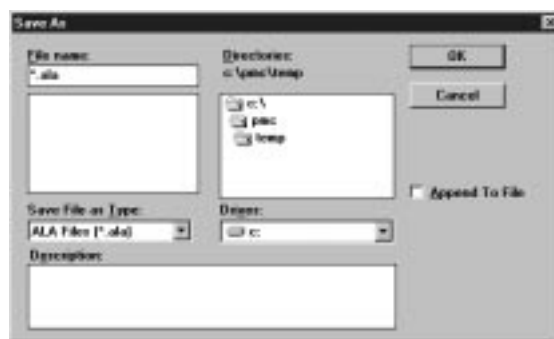 Save As
File name:
*.ala
Directories:
c:\pmc\temp
c:\
pmc
temp
OK
Cancel
Append To File
Save File as Type:
ALA Files (*.ala)
Drives:
c:
Description: